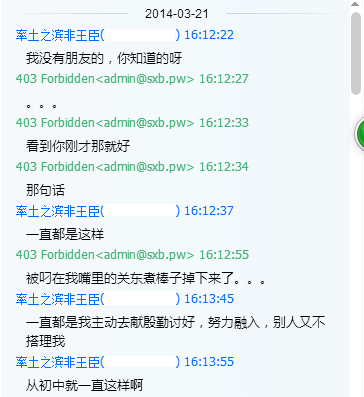 2014-03-21
率土之滨非王臣( ) 16:12:22
我没有朋友的，你知道的呀
403 Forbidden<admin@sxb.pw> 16:12:27
。。。
403 Forbidden<admin@sxb.pw> 16:12:33
看到你刚才那就好
403 Forbidden<admin@sxb.pw> 16:12:34
那句话
率土之滨非王臣( ) 16:12:37
一直都是这样
403 Forbidden<admin@sxb.pw> 16:12:55
被叼在我嘴里的关东煮棒子掉下来了。。。
率土之滨非王臣( ) 16:13:45
一直都是我主动去献殷勤讨好，努力融入，别人又不
搭理我
率土之滨非王臣( ) 16:13:55
从初中就一直这样啊